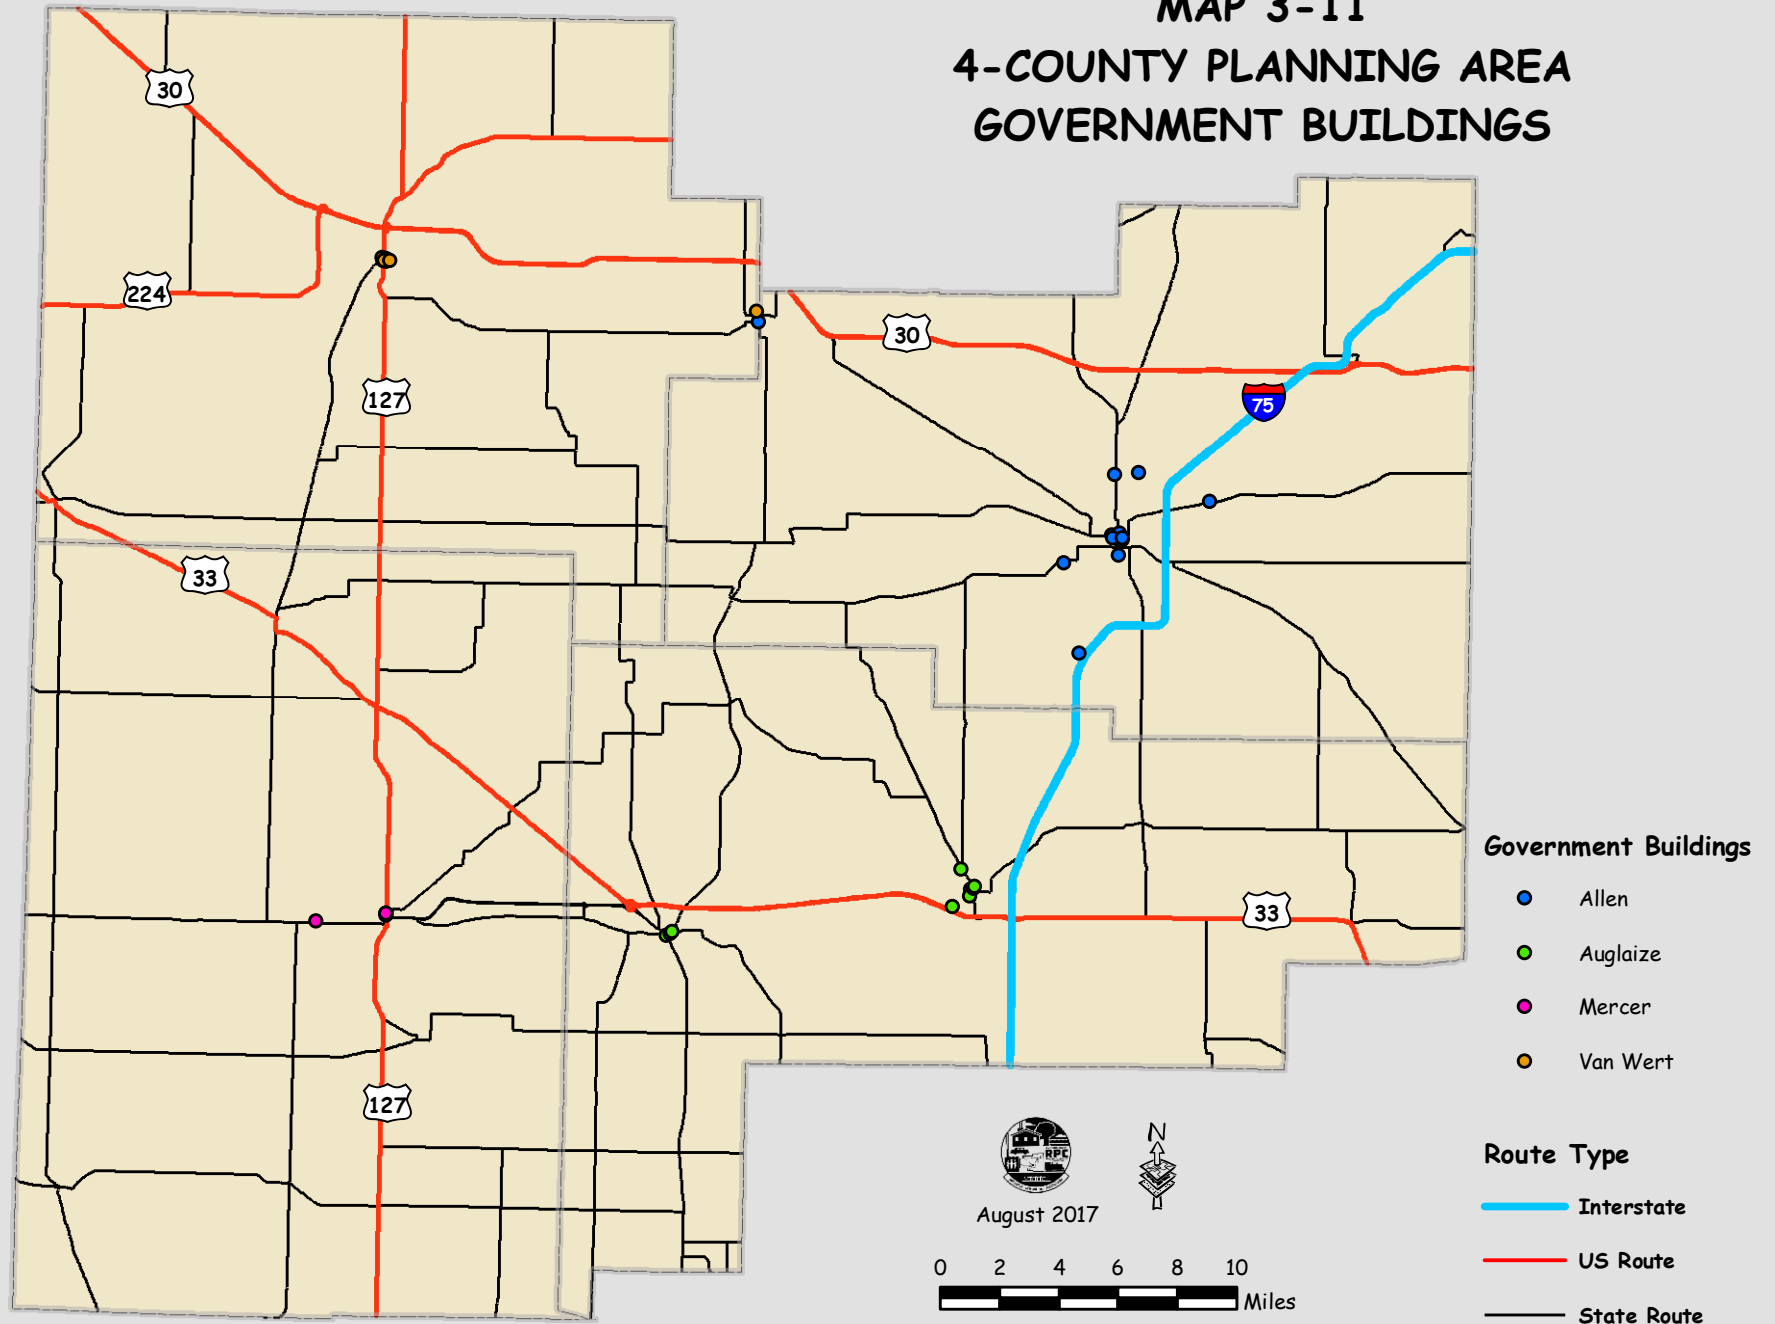 MAP 3-11
4-COUNTY PLANNING AREA
GOVERNMENT BUILDINGS
30
224
127
30
75
33
33
127
Government Buildings
Allen
Auglaize
Mercer
Van Wert
Route Type
Interstate
US Route
State Route
RPC
N
August 2017
0 2 4 6 8 10
Miles